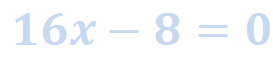 16x – 8 = 0